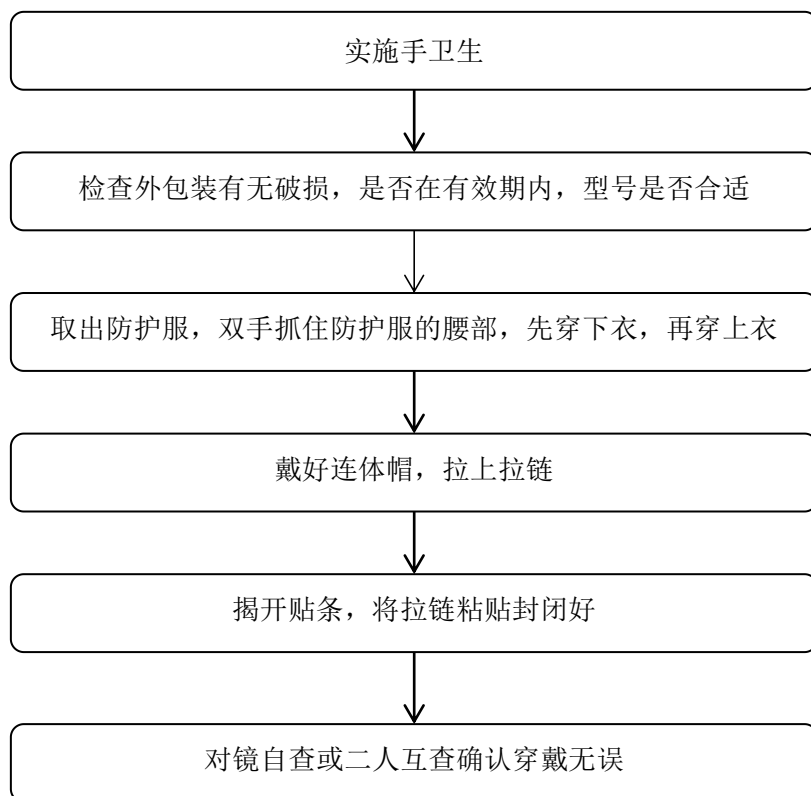 实施手卫生
检查外包装有无破损，是否在有效期内，型号是否合适
取出防护服，双手抓住防护服的腰部，先穿下衣，再穿上衣
戴好连体帽，拉上拉链
揭开贴条，将拉链粘贴封闭好
对镜自查或二人互查确认穿戴无误